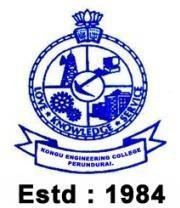 LOVE • KNOWLEDGE • SERVICE
KONGU ENGINEERING COLLEGE
PERUNDURAI.
Estd : 1984